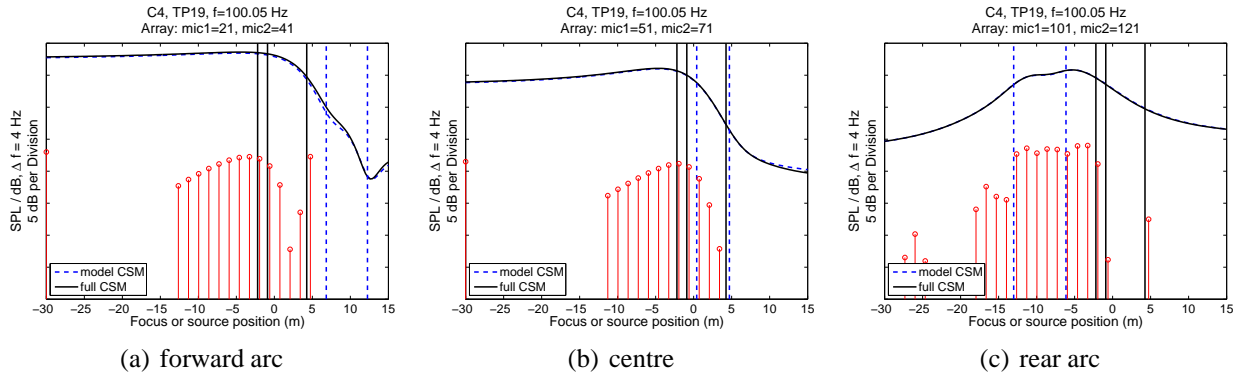 C4, TP19, f=100.05 Hz
Array: mic1=21, mic2=41
SPL / dB, Δ f = 4 Hz
5 dB per Division
model CSM
full CSM
−30 −25 −20 −15 −10 −5 0 5 10 15
Focus or source position (m)
(a) forward arc
C4, TP19, f=100.05 Hz
Array: mic1=51, mic2=71
SPL / dB, Δ f = 4 Hz
5 dB per Division
model CSM
full CSM
−30 −25 −20 −15 −10 −5 0 5 10 15
Focus or source position (m)
(b) centre
C4, TP19, f=100.05 Hz
Array: mic1=101, mic2=121
SPL / dB, Δ f = 4 Hz
5 dB per Division
model CSM
full CSM
−30 −25 −20 −15 −10 −5 0 5 10 15
Focus or source position (m)
(c) rear arc